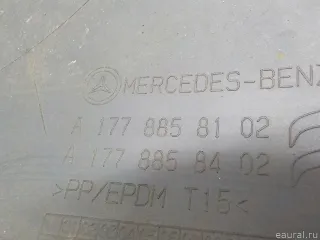 MERCEDES-BENZ
A 177 885 81 02
A 177 885 84 02
>PP/EPDM T15<
eaural.ru